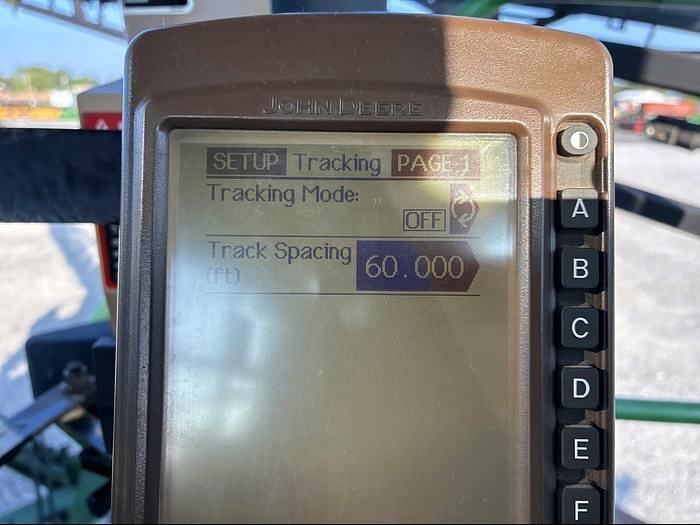 JOHN DEERE
SETUP Tracking PAGE 1
Tracking Mode:
OFF
A
Track Spacing
(ft)
60.000
B
C
D
E
F